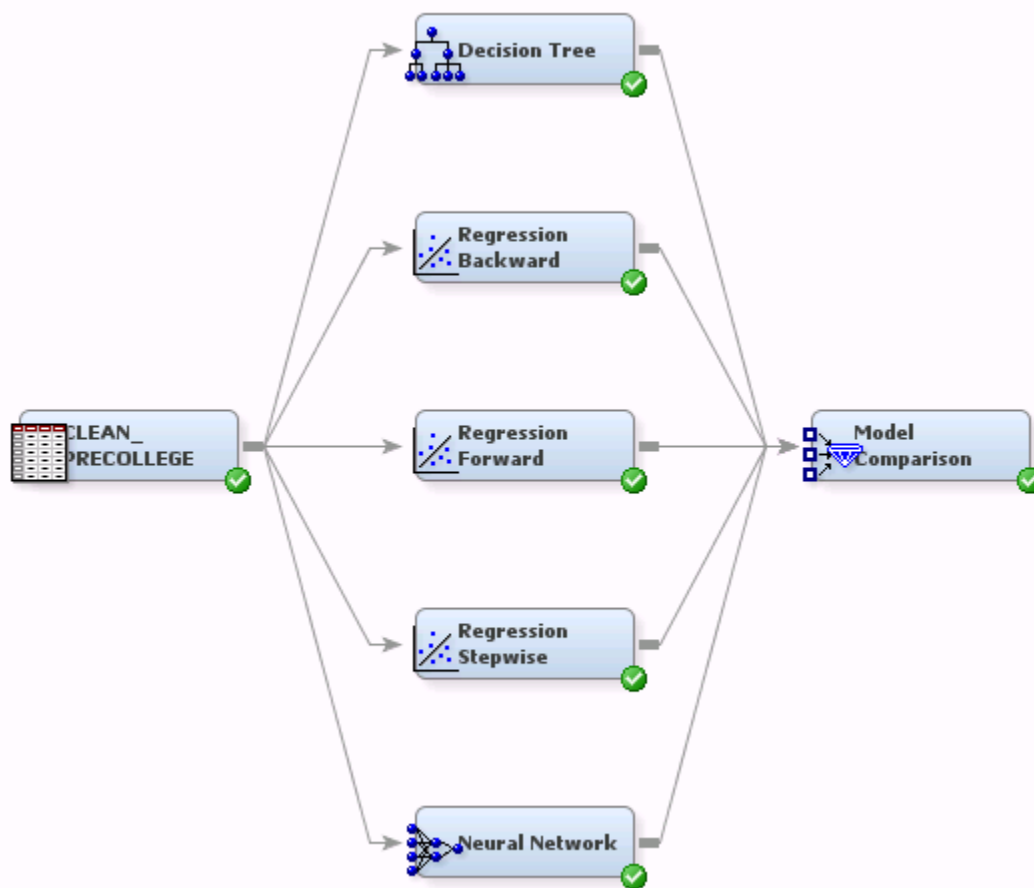 Decision Tree
Regression
Backward
CLEAN_
PRECOLLEGE
Regression
Forward
Model
Comparison
Regression
Stepwise
Neural Network